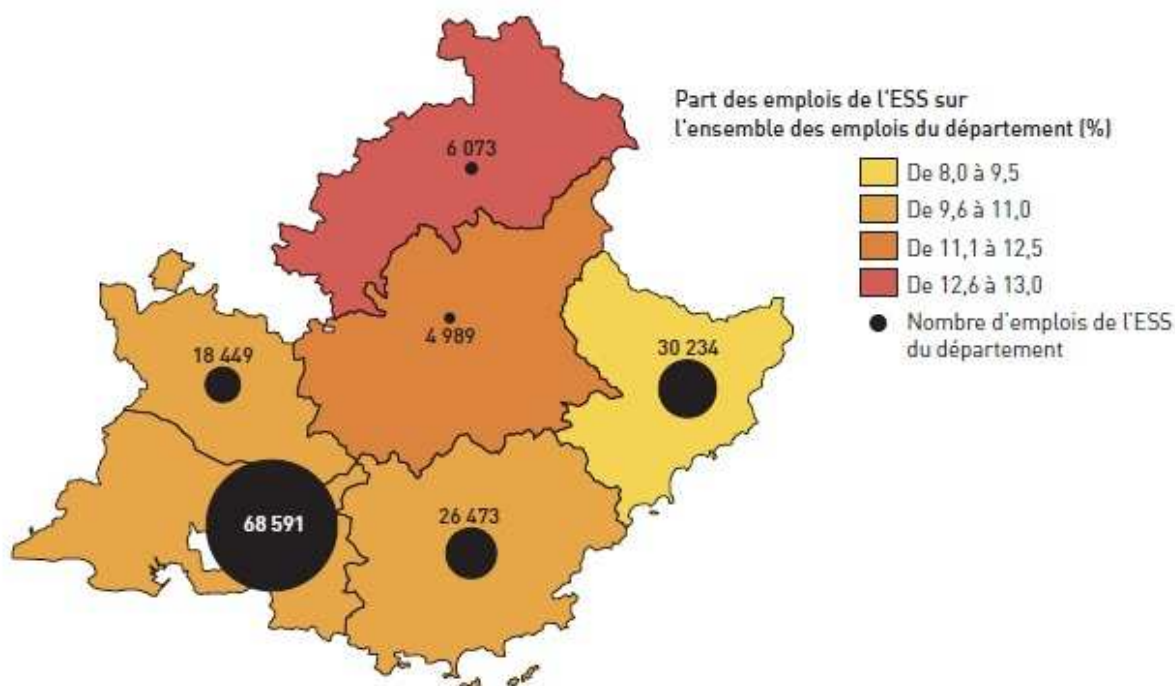 Part des emplois de l'ESS sur
l'ensemble des emplois du département (%)
De 8,0 à 9,5
De 9,6 à 11,0
De 11,1 à 12,5
De 12,6 à 13,0
Nombre d'emplois de l'ESS
du département
6 073
4 989
18 449
30 234
68 591
26 473